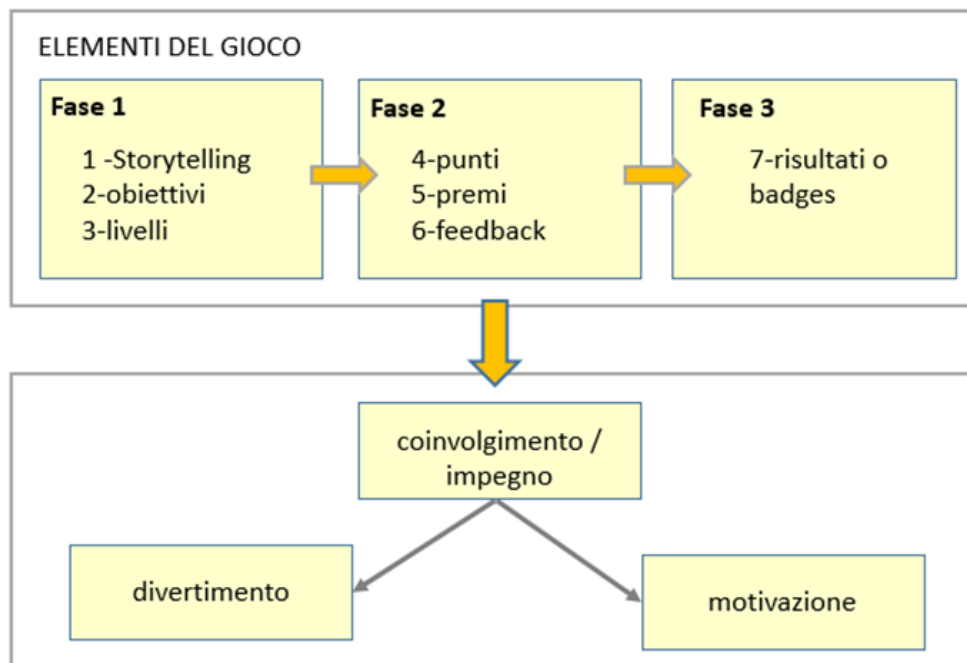 ELEMENTI DEL GIOCO
Fase 1
1 -Storytelling
2-obiettivi
3-livelli
Fase 2
4-punti
5-premi
6-feedback
Fase 3
7-risultati o
badges
coinvolgimento /
impegno
divertimento
motivazione